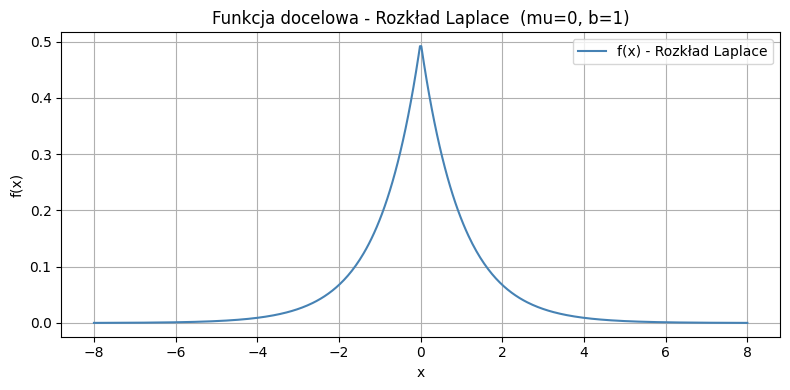 Funkcja docelowa - Rozkład Laplace  (mu=0, b=1)
f(x) - Rozkład Laplace
0.5
0.4
0.3
0.2
0.1
0.0
f(x)
−8 −6 −4 −2 0 2 4 6 8
x